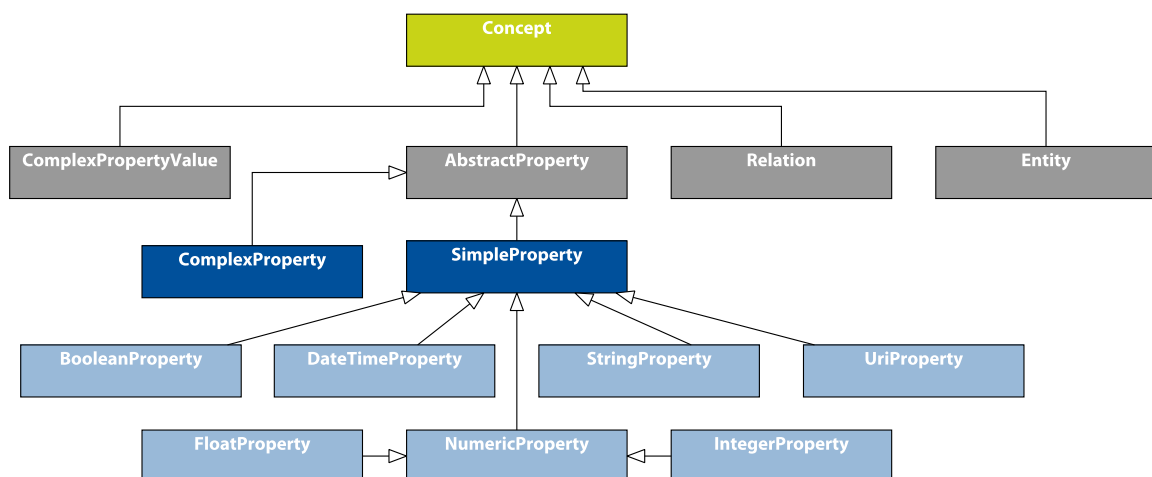 Concept
ComplexPropertyValue
AbstractProperty
Relation
Entity
ComplexProperty
SimpleProperty
BooleanProperty
DateTimeProperty
StringProperty
UriProperty
FloatProperty
NumericProperty
IntegerProperty